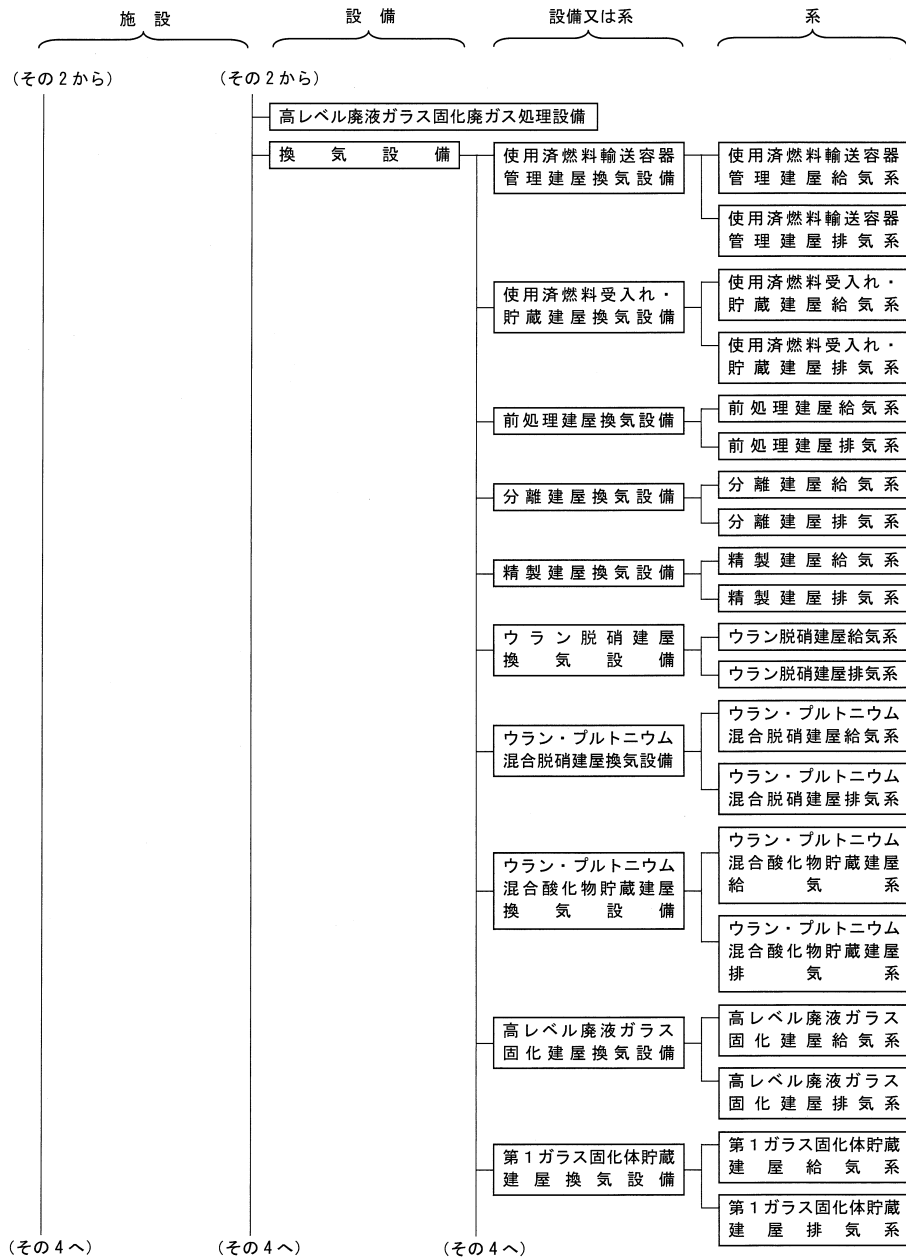 施設
設備
設備又は系
系
(その2から)
(その2から)
高レベル廃液ガラス固化廃ガス処理設備
換気設備
使用済燃料輸送容器
管理建屋換気設備
使用済燃料輸送容器
管理建屋給気系
使用済燃料輸送容器
管理建屋排気系
使用済燃料受入れ・
貯蔵建屋換気設備
使用済燃料受入れ・
貯蔵建屋給気系
使用済燃料受入れ・
貯蔵建屋排気系
前処理建屋換気設備
前処理建屋給気系
前処理建屋排気系
分離建屋換気設備
分離建屋給気系
分離建屋排気系
精製建屋換気設備
精製建屋給気系
精製建屋排気系
ウラン脱硝建屋
換気設備
ウラン脱硝建屋給気系
ウラン脱硝建屋排気系
ウラン・プルトニウム
混合脱硝建屋換気設備
ウラン・プルトニウム
混合脱硝建屋給気系
ウラン・プルトニウム
混合脱硝建屋排気系
ウラン・プルトニウム
混合酸化物貯蔵建屋
換気設備
ウラン・プルトニウム
混合酸化物貯蔵建屋
給気系
ウラン・プルトニウム
混合酸化物貯蔵建屋
排気系
高レベル廃液ガラス
固化建屋換気設備
高レベル廃液ガラス
固化建屋給気系
高レベル廃液ガラス
固化建屋排気系
第1ガラス固化体貯蔵
建屋換気設備
第1ガラス固化体貯蔵
建屋給気系
第1ガラス固化体貯蔵
建屋排気系
(その4へ)
(その4へ)
(その4へ)